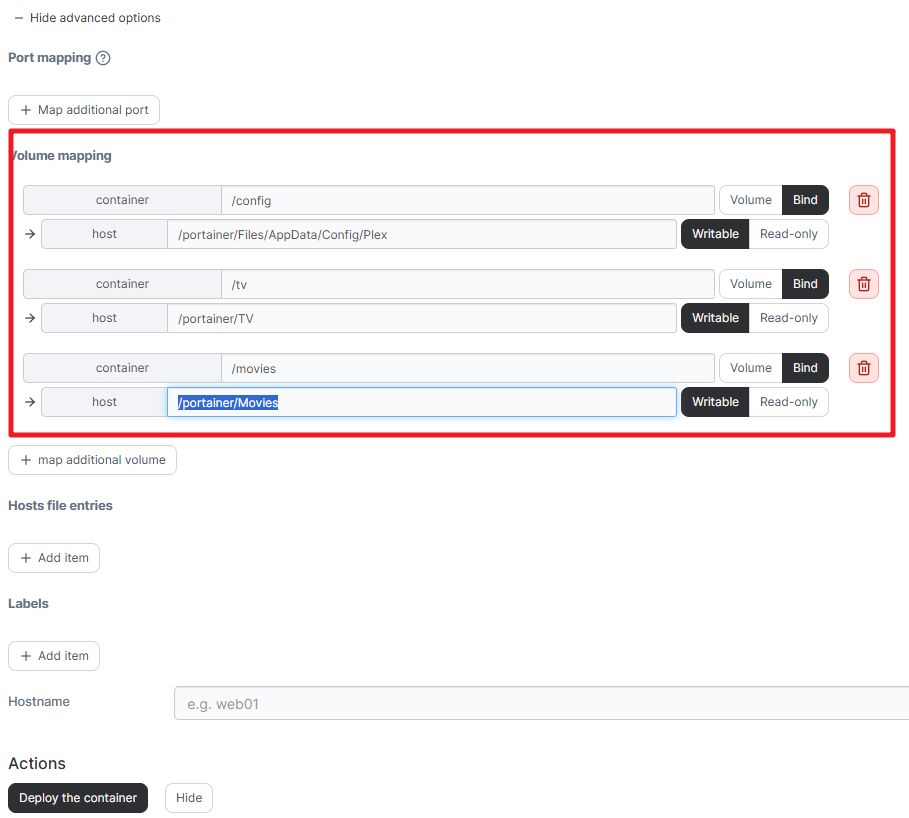 Hide advanced options
Port mapping
+ Map additional port
Volume mapping
container /config Volume Bind
→ host /portainer/Files/AppData/Config/Plex Writable Read-only
container /tv Volume Bind
→ host /portainer/TV Writable Read-only
container /movies Volume Bind
→ host /portainer/Movies Writable Read-only
+ map additional volume
Hosts file entries
+ Add item
Labels
+ Add item
Hostname e.g. web01
Actions
Deploy the container Hide